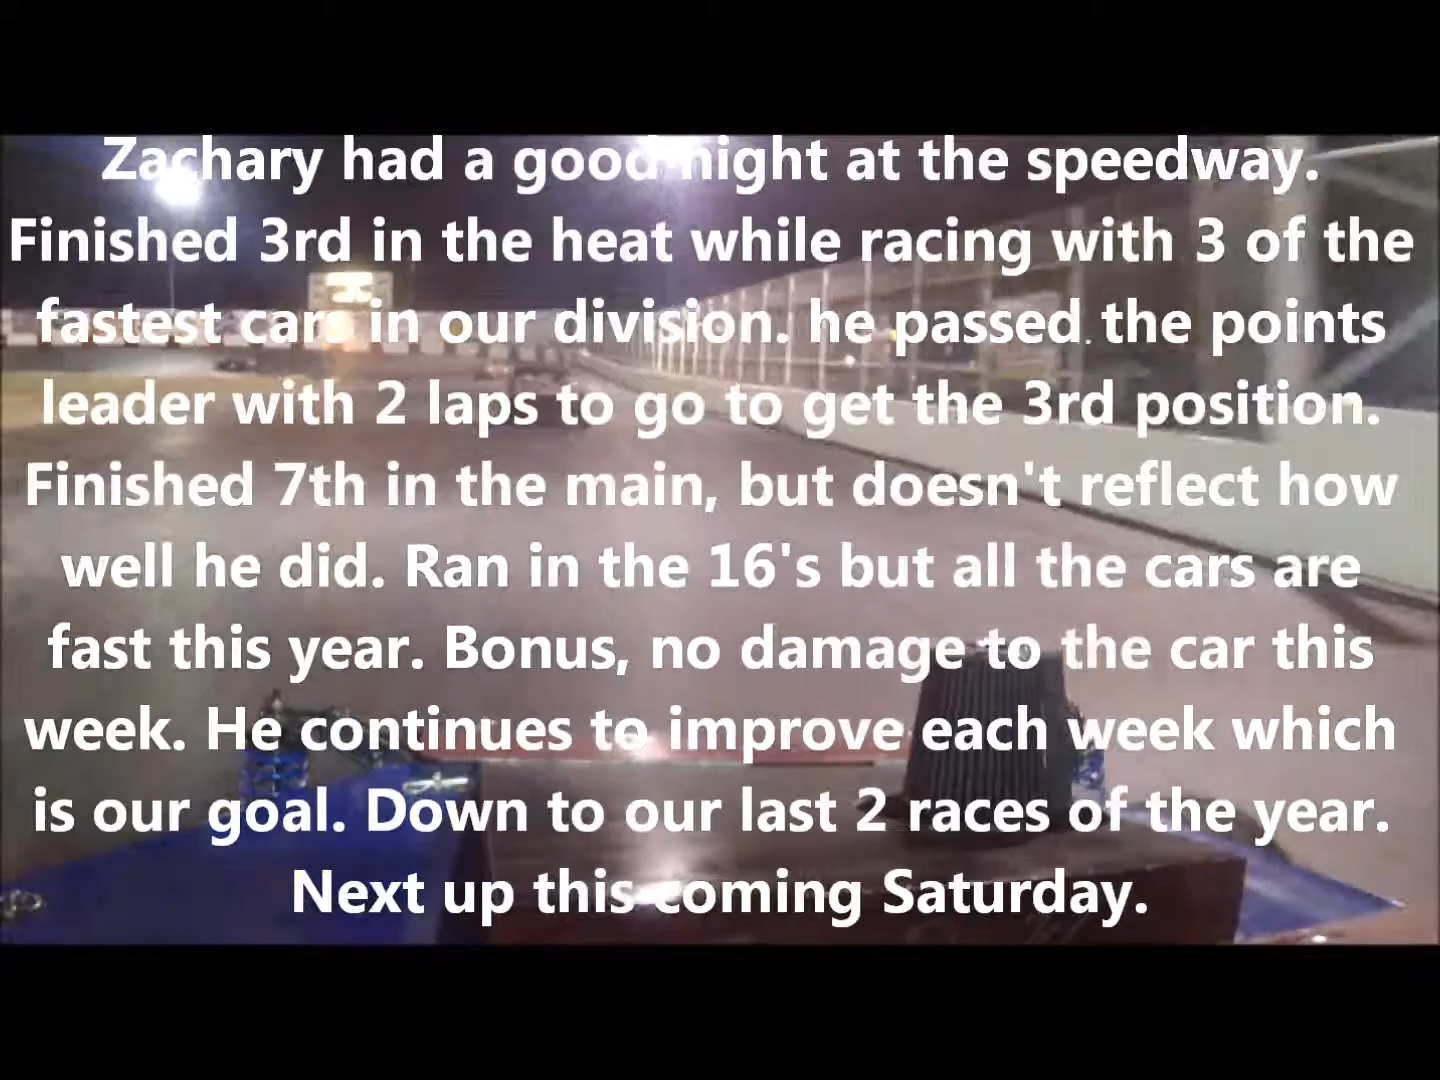 Zachary had a good night at the speedway.
Finished 3rd in the heat while racing with 3 of the
fastest cars in our division. he passed the points
leader with 2 laps to go to get the 3rd position.
Finished 7th in the main, but doesn't reflect how
well he did. Ran in the 16's but all the cars are
fast this year. Bonus, no damage to the car this
week. He continues to improve each week which
is our goal. Down to our last 2 races of the year.
Next up this coming Saturday.